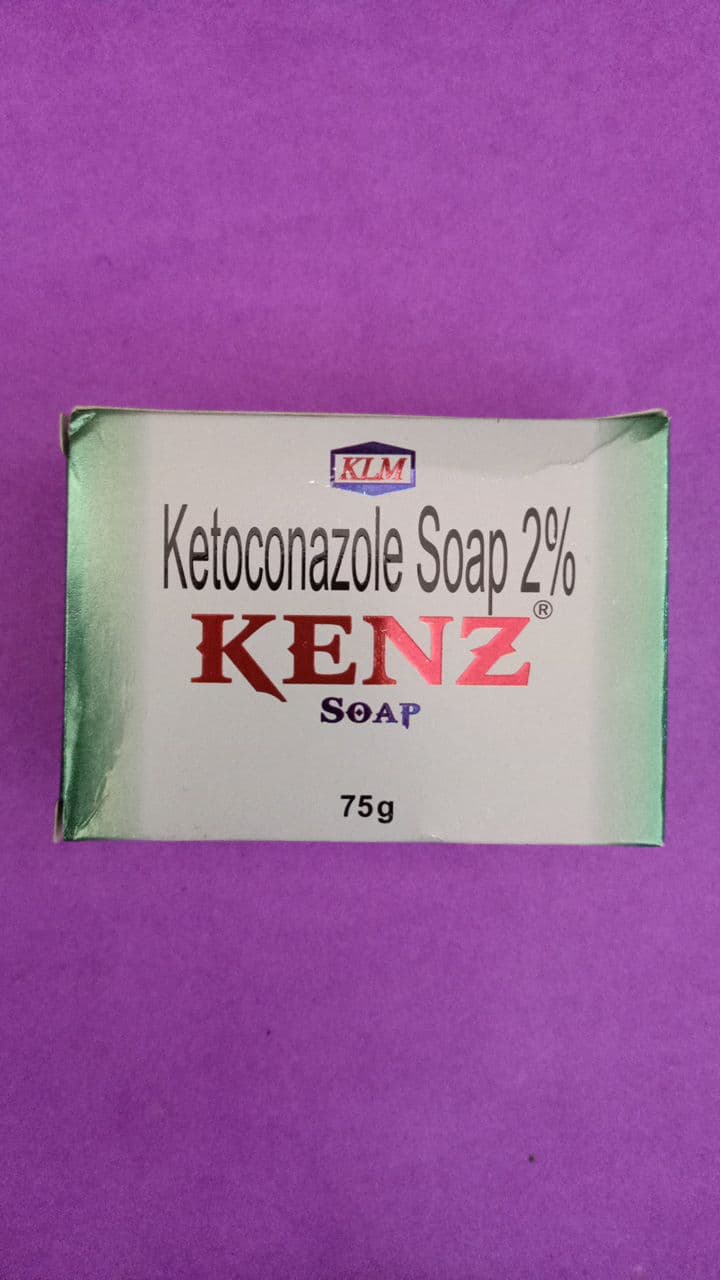 KLM
Ketoconazole Soap 2%
KENZ®
SOAP
75g